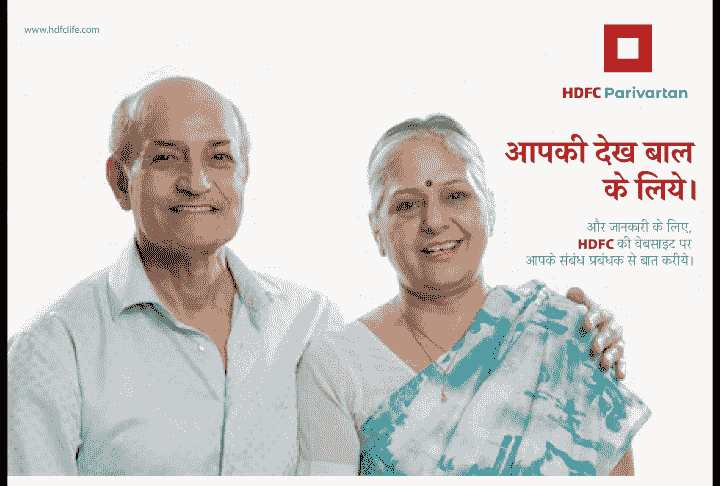 www.hdfclife.com
HDFC Parivartan
आपकी देख बाल
के लिये।
और जानकारी के लिए,
HDFC की वेबसाइट पर
आपके संबंध प्रबंधक से बात करीये।